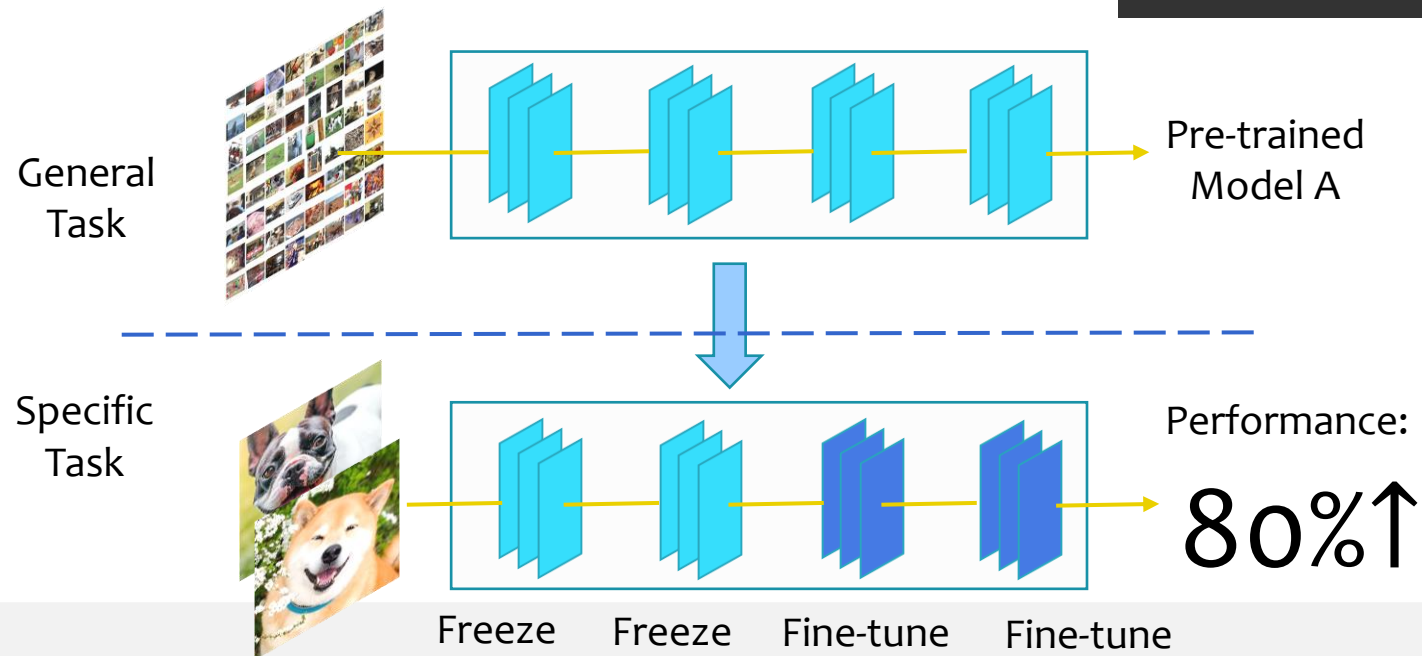 General
Task
Pre-trained
Model A
Specific
Task
Performance:
80%↑
Freeze Freeze Fine-tune Fine-tune